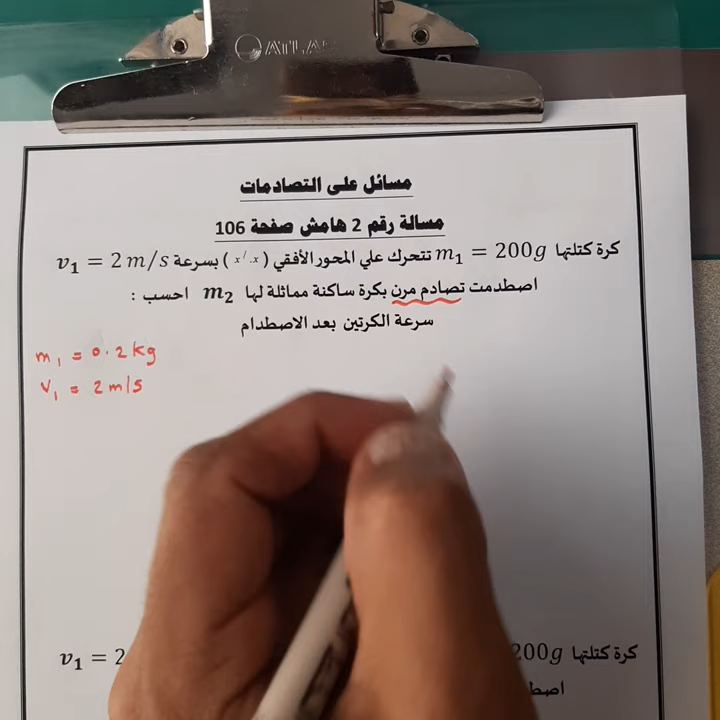 ATLAS
مسائل على التصادمات
مسالة رقم 2 هامش صفحة 106
كرة كتلتها m₁ = 200g تتحرك علي المحور الأفقي ( x′.x ) بسرعة v₁ = 2 m/s
اصطدمت تصادم مرن بكرة ساكنة مماثلة لها m₂ احسب :
سرعة الكرتين بعد الاصطدام
m₁ = 0.2 kg
v₁ = 2 m/s
كرة كتلتها 200g v₁ = 2